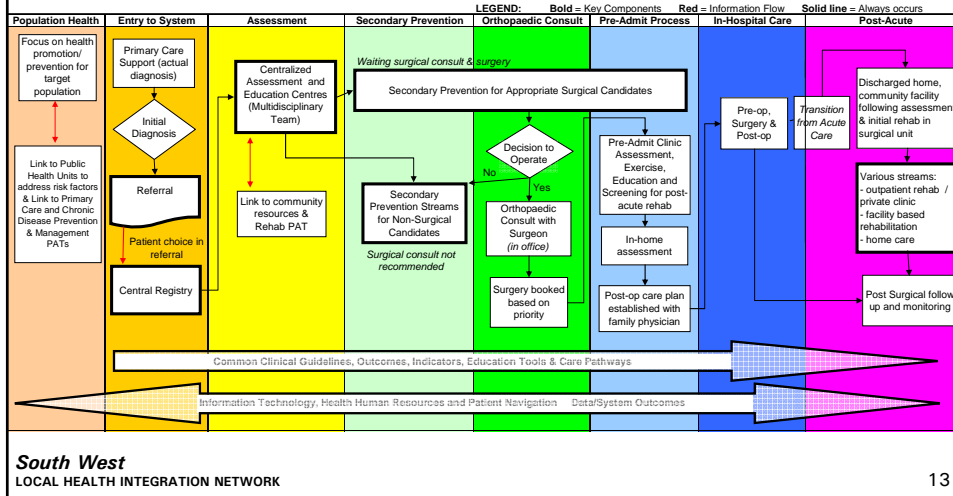 LEGEND: Bold = Key Components Red = Information Flow Solid line = Always occurs
Population Health Entry to System Assessment Secondary Prevention Orthopaedic Consult Pre-Admit Process In-Hospital Care Post-Acute
Focus on health
promotion/
prevention for
target
population
Link to Public
Health Units to
address risk factors
& Link to Primary
Care and Chronic
Disease Prevention
& Management
PATs
Primary Care
Support (actual
diagnosis)
Initial
Diagnosis
Referral
Patient choice in
referral
Central Registry
Centralized
Assessment and
Education Centres
(Multidisciplinary
Team)
Link to community
resources &
Rehab PAT
Waiting surgical consult & surgery
Secondary Prevention for Appropriate Surgical Candidates
Secondary
Prevention Streams
for Non-Surgical
Candidates
Surgical consult not
recommended
Decision to
Operate
No
Yes
Orthopaedic
Consult with
Surgeon
(in office)
Surgery booked
based on
priority
Pre-Admit Clinic
Assessment,
Exercise,
Education and
Screening for post-
acute rehab
In-home
assessment
Post-op care plan
established with
family physician
Pre-op,
Surgery &
Post-op
Transition
from Acute
Care
Discharged home,
community facility
following assessmen
& initial rehab in
surgical unit
Various streams:
- outpatient rehab /
private clinic
- facility based
rehabilitation
- home care
Post Surgical follow
up and monitoring
Common Clinical Guidelines, Outcomes, Indicators, Education Tools & Care Pathways
Information Technology, Health Human Resources and Patient Navigation Data/System Outcomes
South West
LOCAL HEALTH INTEGRATION NETWORK
13